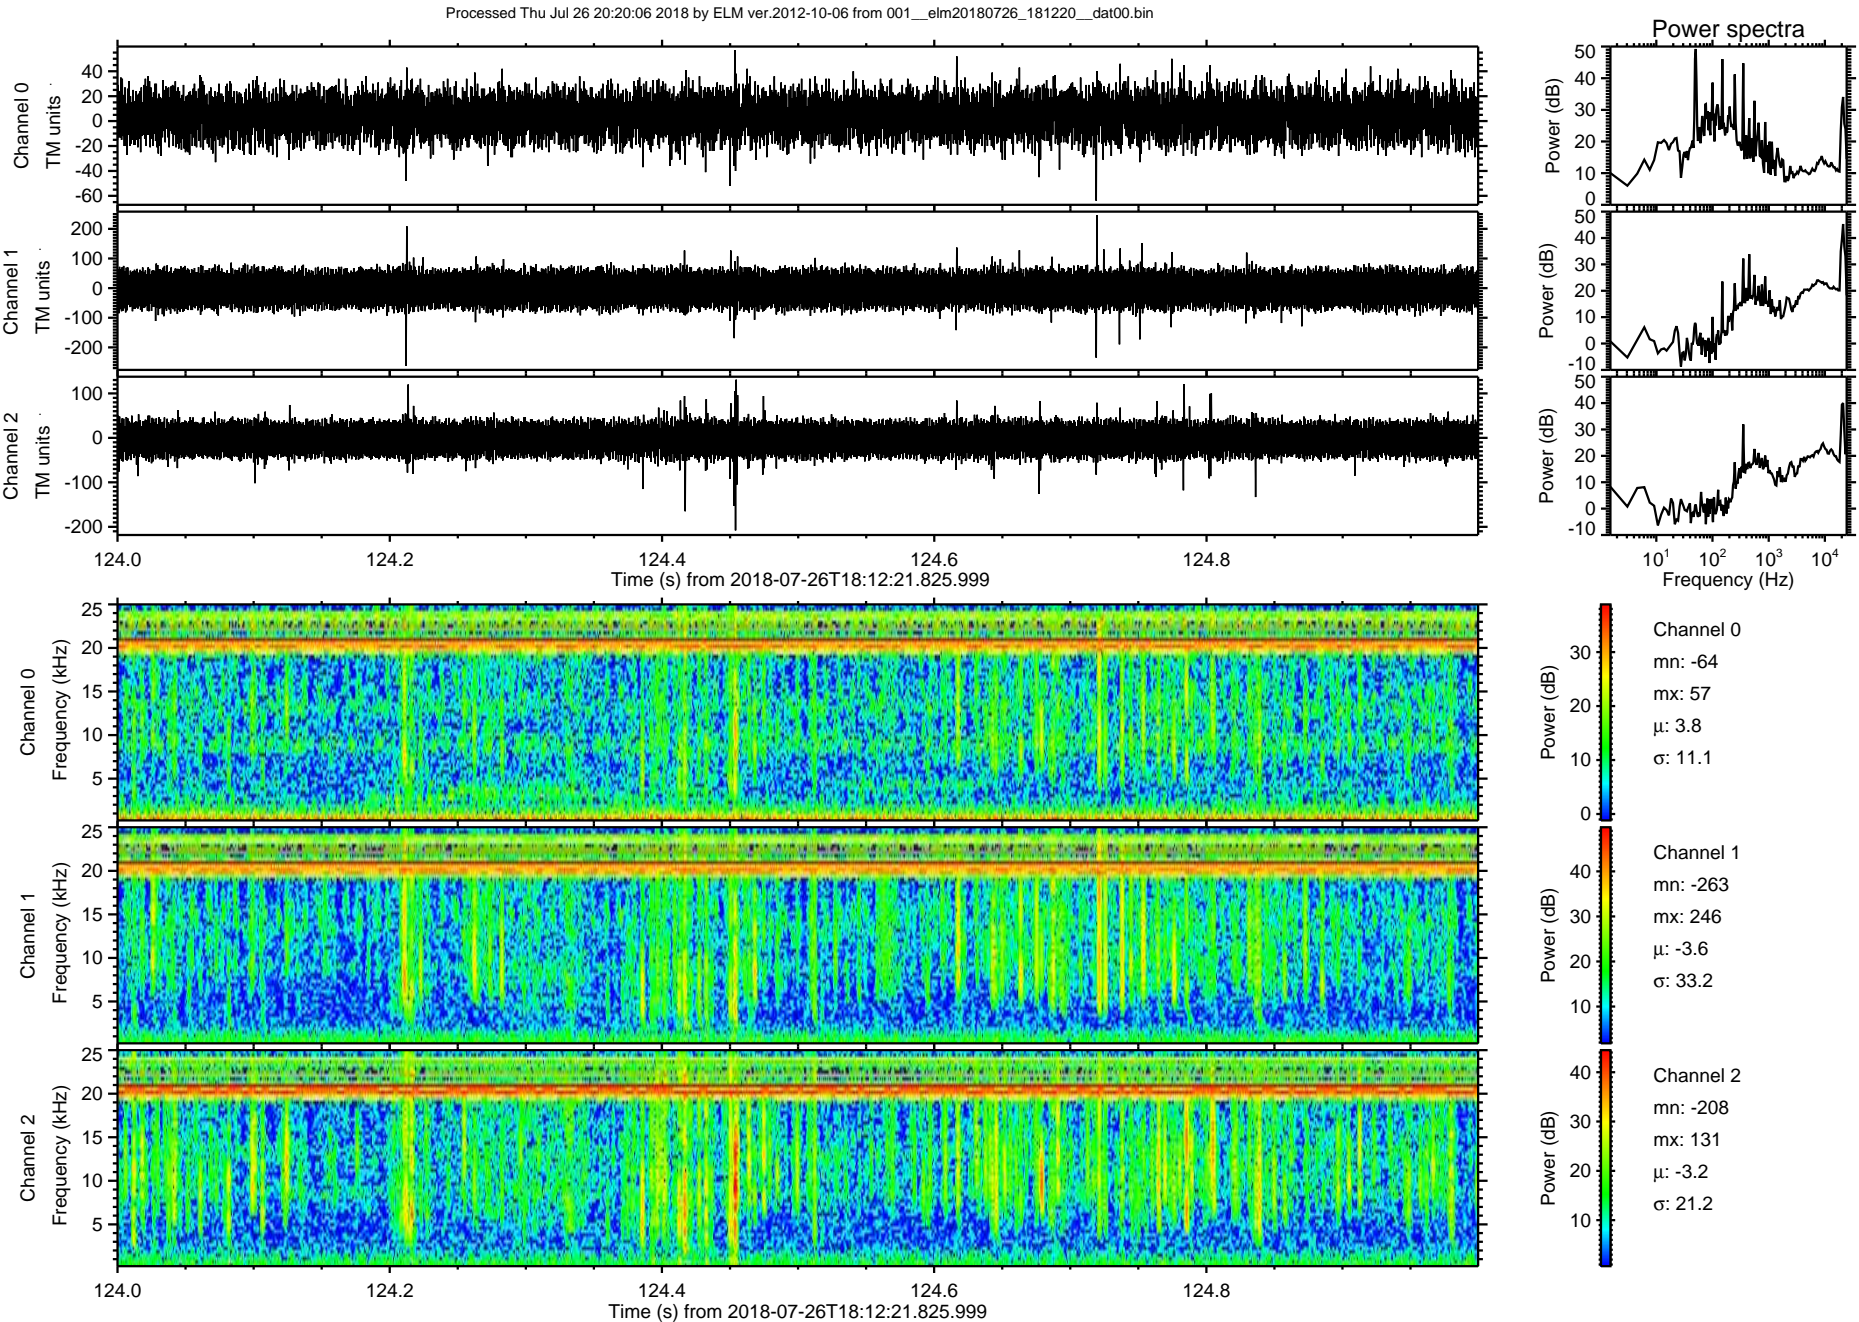 Processed Thu Jul 26 20:20:06 2018 by ELM ver.2012-10-06 from 001__elm20180726_181220__dat00.bin
Power spectra
Channel 0
TM units
40
20
0
-20
-40
-60
Power (dB)
50
40
30
20
10
0
Channel 1
TM units
200
100
0
-100
-200
Power (dB)
50
40
30
20
10
0
-10
Channel 2
TM units
100
0
-100
-200
Power (dB)
50
40
30
20
10
0
-10
124.0 124.2 124.4 124.6 124.8
Time (s) from 2018-07-26T18:12:21.825.999
10^1 10^2 10^3 10^4
Frequency (Hz)
Channel 0
Frequency (kHz)
25
20
15
10
5
Power (dB)
30
20
10
0
Channel 0
mn: -64
mx: 57
μ: 3.8
σ: 11.1
Channel 1
Frequency (kHz)
25
20
15
10
5
Power (dB)
40
30
20
10
Channel 1
mn: -263
mx: 246
μ: -3.6
σ: 33.2
Channel 2
Frequency (kHz)
25
20
15
10
5
Power (dB)
40
30
20
10
Channel 2
mn: -208
mx: 131
μ: -3.2
σ: 21.2
124.0 124.2 124.4 124.6 124.8
Time (s) from 2018-07-26T18:12:21.825.999